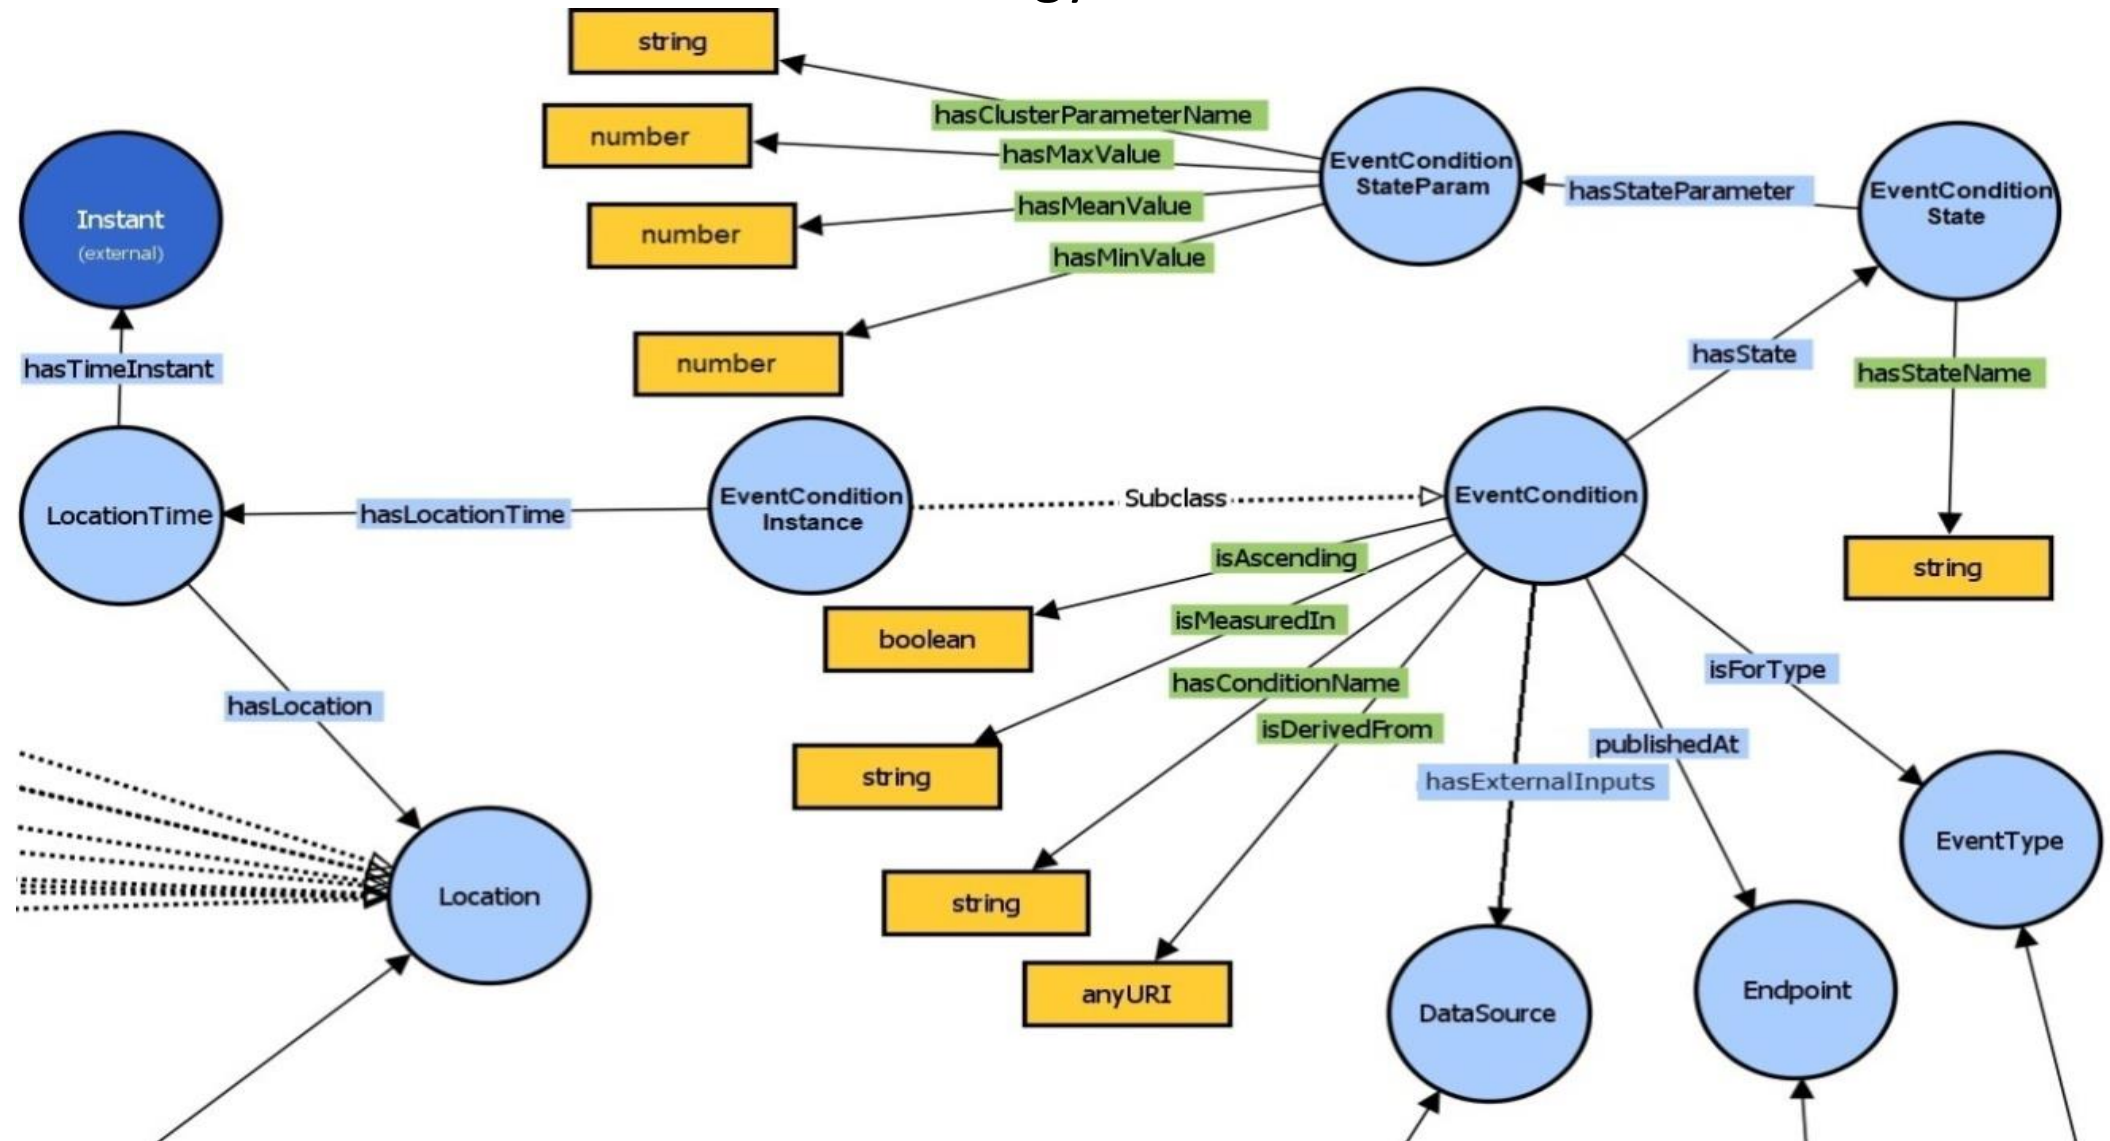 string
hasClusterParameterName
number
hasMaxValue
EventCondition
StateParam
hasStateParameter
EventCondition
State
Instant
(external)
hasMeanValue
number
hasMinValue
number
hasTimeInstant
hasState
hasStateName
LocationTime
hasLocationTime
EventCondition
Instance
Subclass
EventCondition
isAscending
string
boolean
isMeasuredIn
hasConditionName
isForType
hasLocation
isDerivedFrom
publishedAt
string
hasExternalInputs
EventType
Location
string
anyURI
DataSource
Endpoint